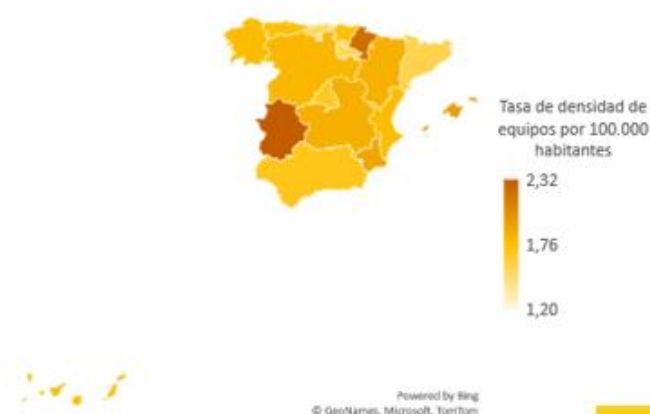 Tasa de densidad de
equipos por 100.000
habitantes
2,32
1,76
1,20
Powered by Bing
© GeoNames, Microsoft, TomTom